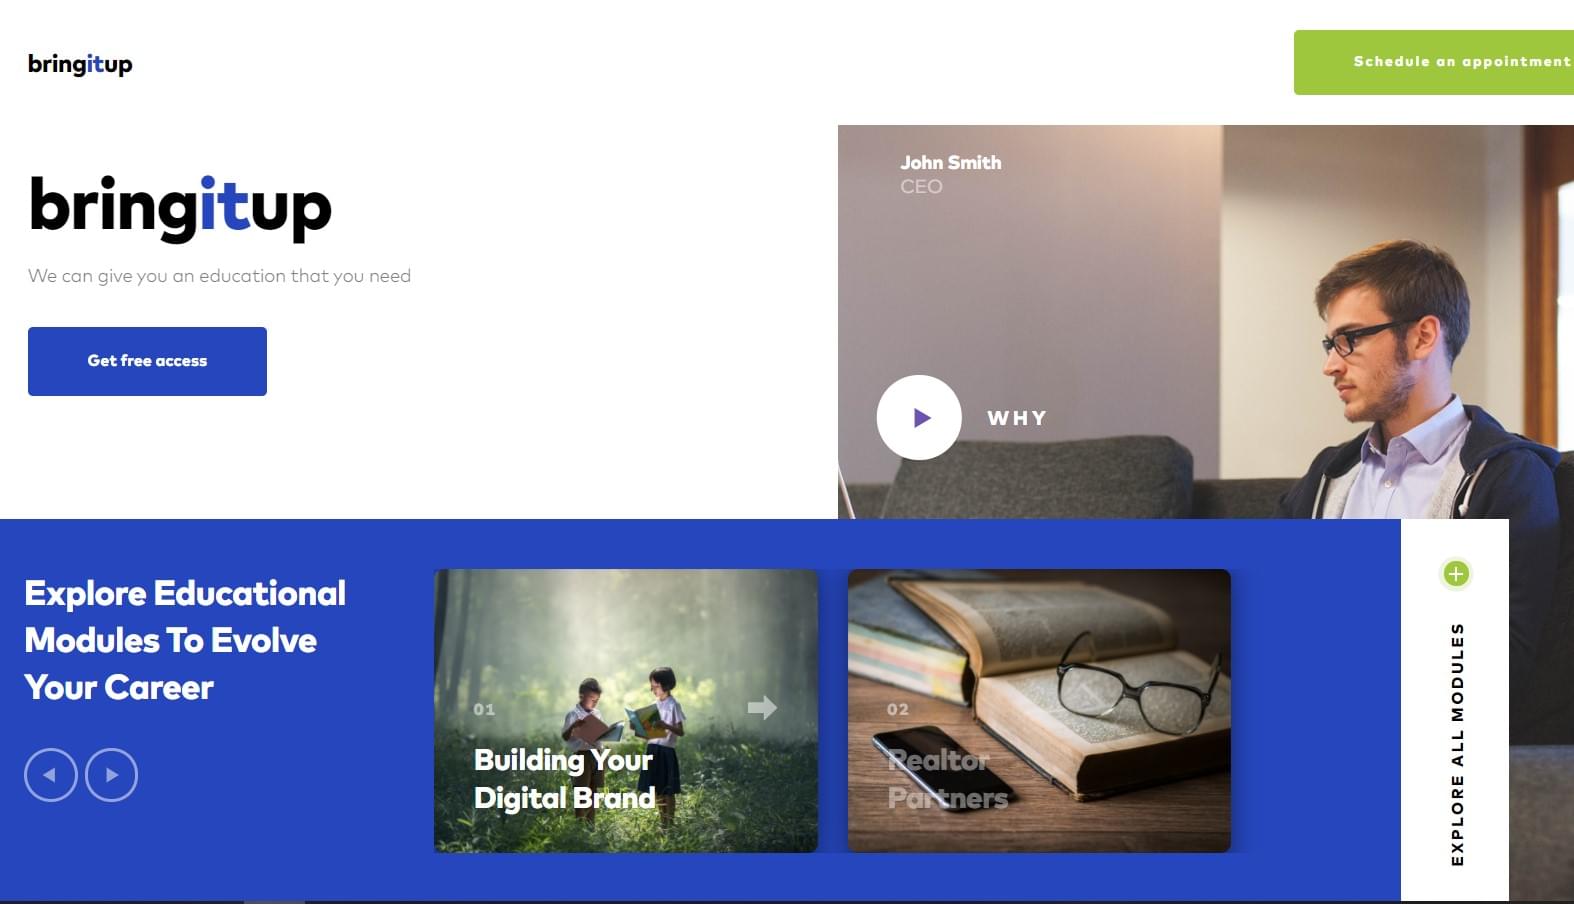 bringitup
Schedule an appointment
bringitup
We can give you an education that you need
Get free access
John Smith
CEO
WHY
Explore Educational
Modules To Evolve
Your Career
01
Building Your
Digital Brand
02
Realtor
Partners
EXPLORE ALL MODULES